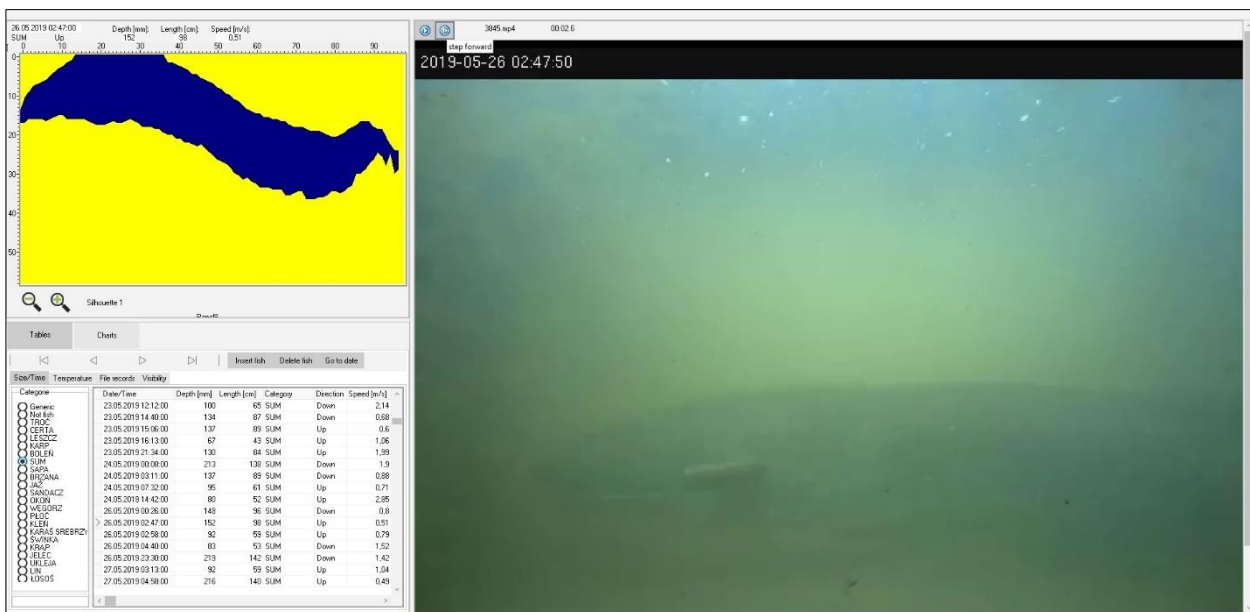 26.05.2019 02:47:00 Depth [mm]: Length [cm]: Speed [m/s]:
SUM Up 152 98 0.51
0 10 20 30 40 50 60 70 80 90
0
10
20
30
40
50
Silhouette 1
Tables Charts
Insert fish Delete fish Go to date
Size/Time Temperature File records Visibility
Categorie
Generic
Not fish
TROĆ
CERTA
LESZCZ
KARP
BOLEŃ
SUM
SAPA
BRZANA
JAŹ
SANDACZ
OKOŃ
WĘGORZ
PŁOĆ
KLEŃ
KARAŚ SREBRZY
ŚWINKA
KRĄP
JELEC
UKLEJA
LIN
ŁOSOŚ
Date/Time Depth [mm] Length [cm] Category Direction Speed [m/s]
23.05.2019 12:12:00 100 65 SUM Down 2,14
23.05.2019 14:40:00 134 87 SUM Down 0,68
23.05.2019 15:06:00 137 89 SUM Up 0,6
23.05.2019 16:13:00 67 43 SUM Up 1,06
23.05.2019 21:34:00 130 84 SUM Up 1,99
24.05.2019 00:08:00 213 138 SUM Down 1,9
24.05.2019 03:11:00 137 89 SUM Down 0,88
24.05.2019 07:32:00 95 61 SUM Up 0,71
24.05.2019 14:42:00 80 52 SUM Up 2,85
26.05.2019 00:26:00 148 96 SUM Down 0,8
26.05.2019 02:47:00 152 98 SUM Up 0,51
26.05.2019 02:58:00 92 59 SUM Up 0,79
26.05.2019 04:40:00 83 53 SUM Down 1,52
26.05.2019 23:30:00 219 142 SUM Down 1,42
27.05.2019 03:13:00 92 59 SUM Up 1,04
27.05.2019 04:58:00 216 140 SUM Up 0,49
3845.mp4 00:02.6
step forward
2019-05-26 02:47:50